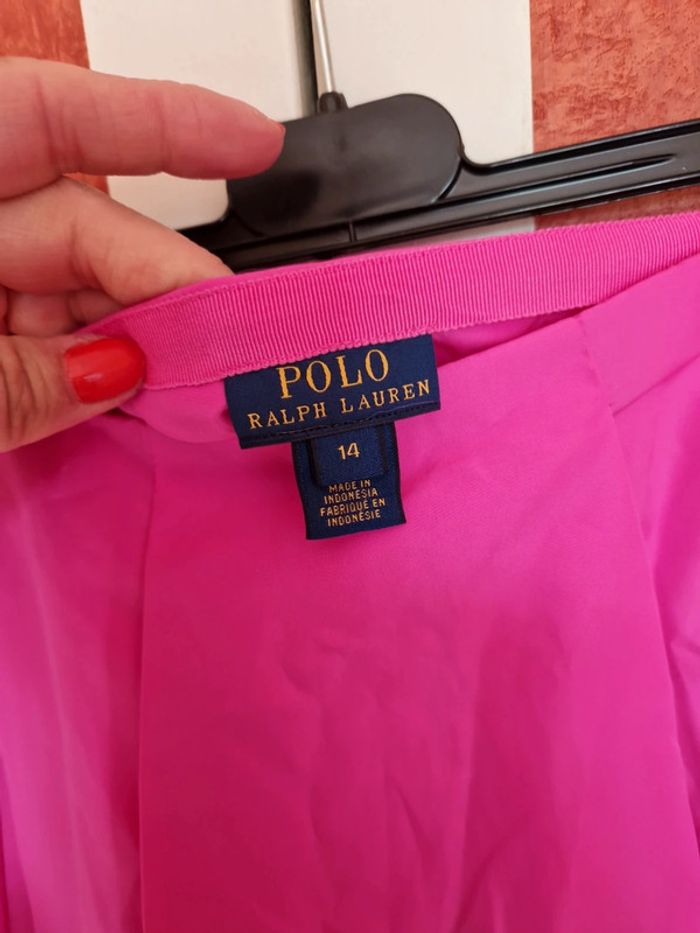 POLO
RALPH LAUREN
14
MADE IN
INDONESIA
FABRIQUÉ EN
INDONÉSIE